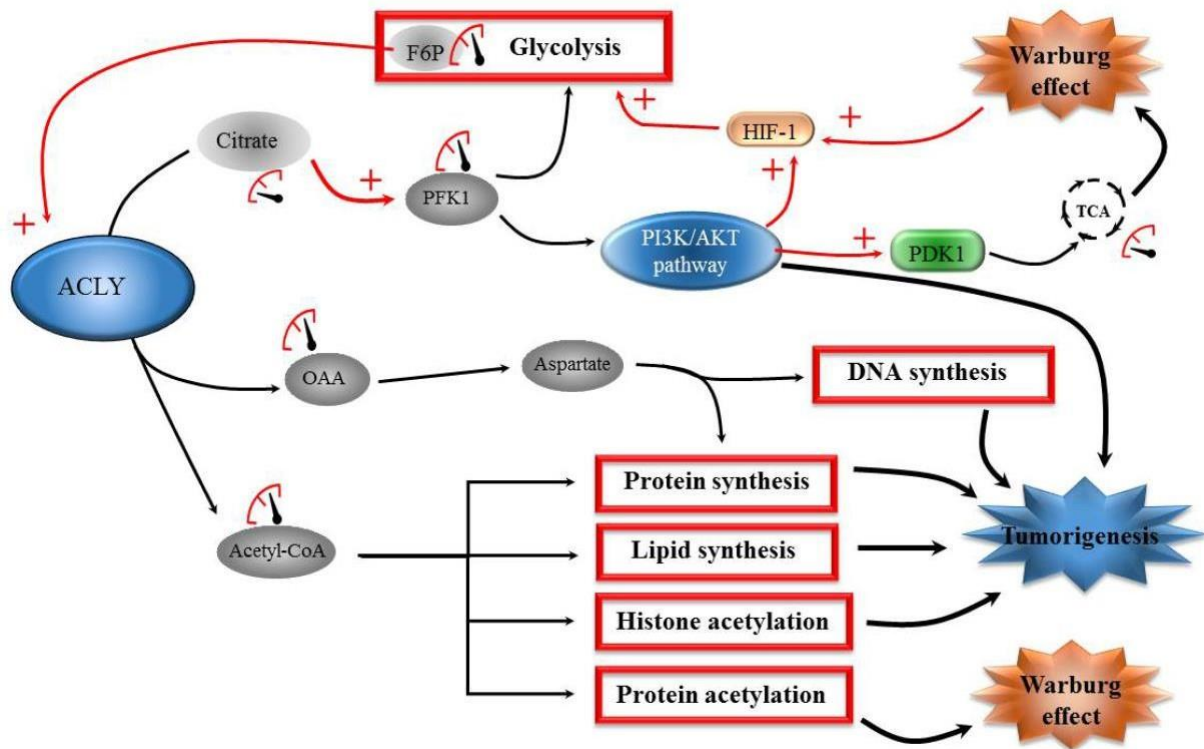 F6P
Glycolysis
Warburg
effect
+
Citrate
+
PFK1
+
HIF-1
+
+
+
ACLY
PI3K/AKT
pathway
+
PDK1
TCA
OAA
Aspartate
DNA synthesis
Protein synthesis
Acetyl-CoA
Lipid synthesis
Tumorigenesis
Histone acetylation
Protein acetylation
Warburg
effect